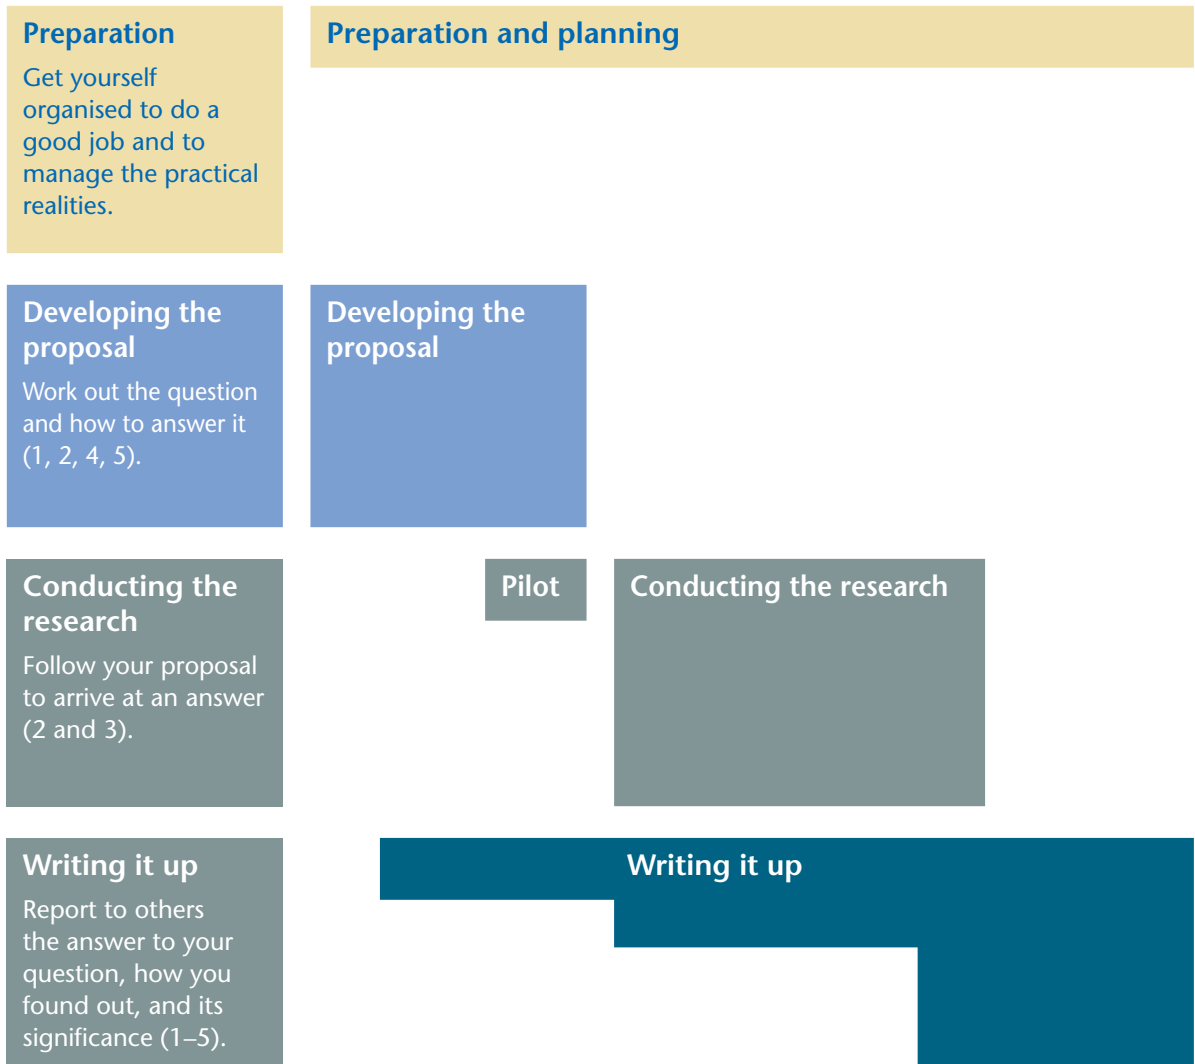 Preparation
Get yourself
organised to do a
good job and to
manage the practical
realities.
Preparation and planning
Developing the
proposal
Work out the question
and how to answer it
(1, 2, 4, 5).
Developing the
proposal
Conducting the
research
Follow your proposal
to arrive at an answer
(2 and 3).
Pilot
Conducting the research
Writing it up
Report to others
the answer to your
question, how you
found out, and its
significance (1–5).
Writing it up